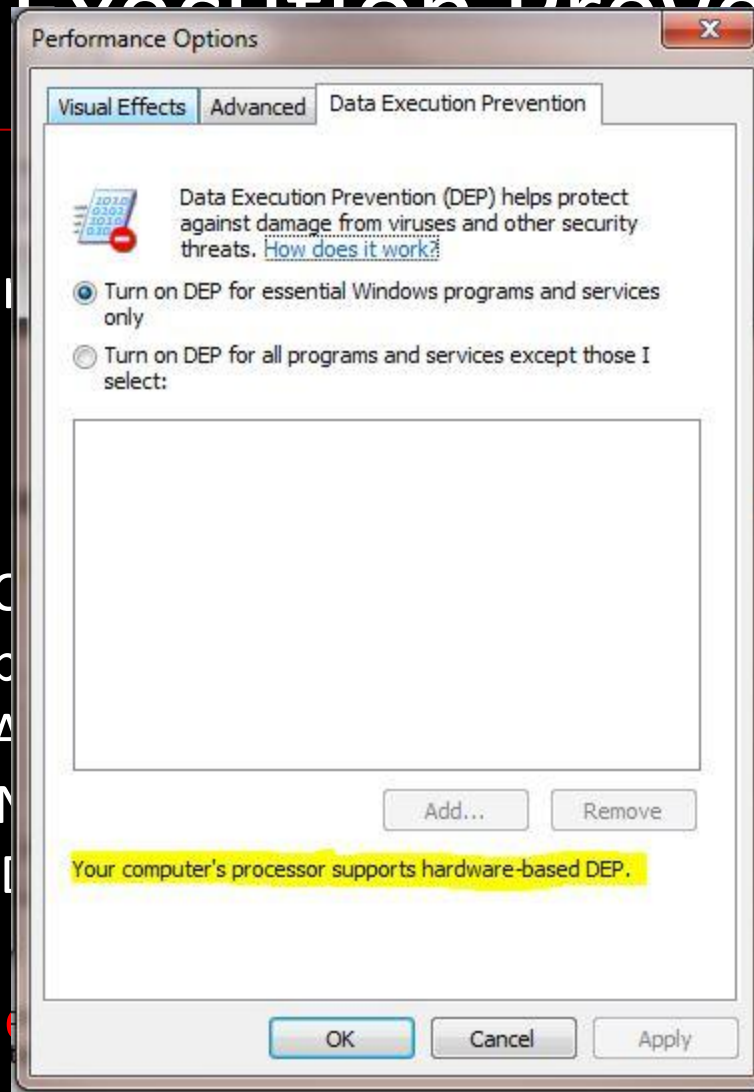 Execution Preve
Performance Options
Visual Effects Advanced Data Execution Prevention
Data Execution Prevention (DEP) helps protect
against damage from viruses and other security
threats. How does it work?
Turn on DEP for essential Windows programs and services
only
Turn on DEP for all programs and services except those I
select:
Add... Remove
Your computer's processor supports hardware-based DEP.
OK Cancel Apply